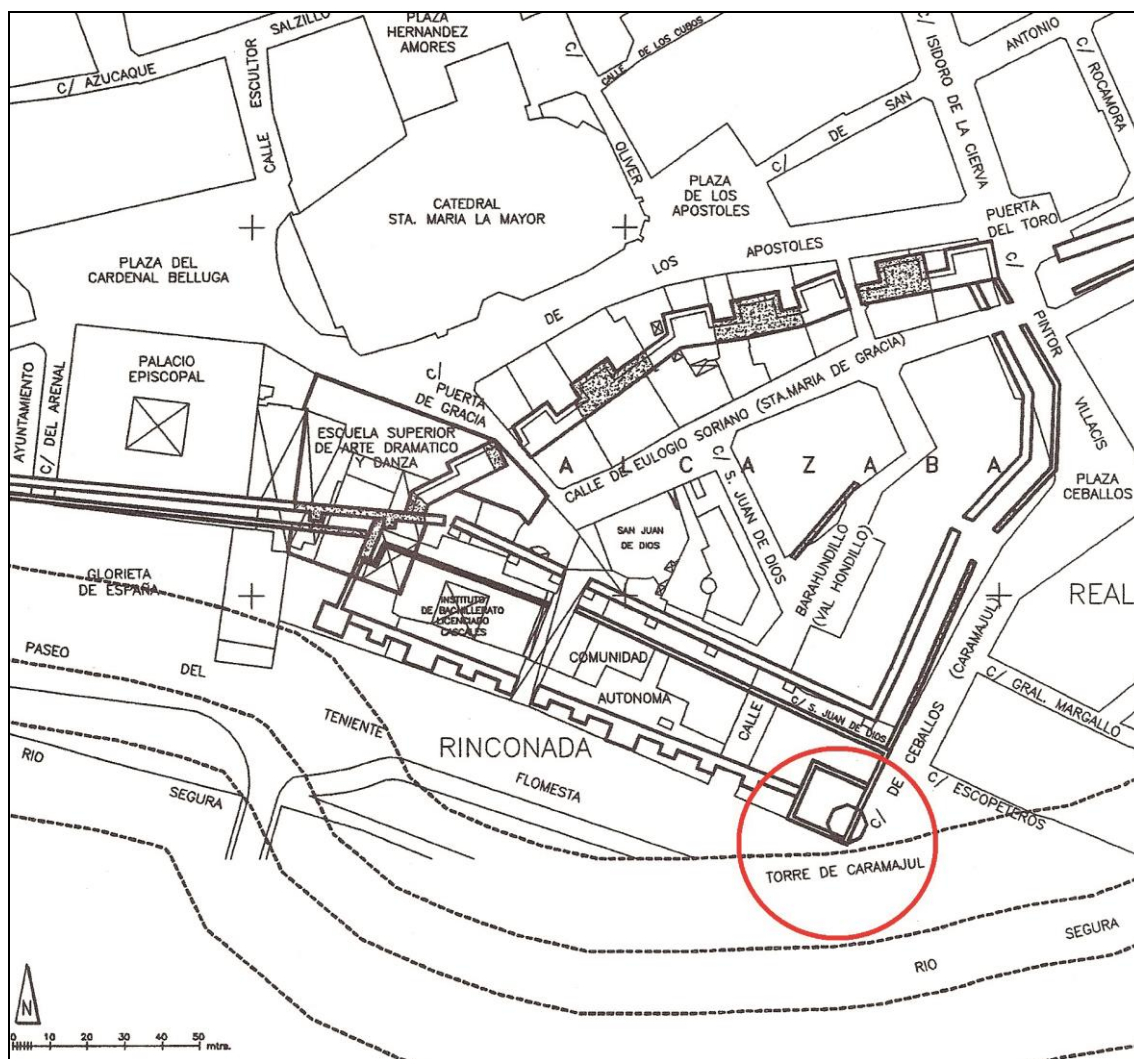 SALZILLO
PLAZA
HERNANDEZ
AMORES
C/ AZUCAQUE
CALLE ESCULTOR
C/ OLIVER
CALLE DE LOS CUBOS
C/ DE SAN ANTONIO
C/ ISIDORO DE LA CIERVA
C/ ROCAMORA
CATEDRAL
STA. MARIA LA MAYOR
PLAZA
DE LOS
APOSTOLES
PUERTA
DEL TORO
PLAZA DEL
CARDENAL BELLUGA
C/ DE LOS APOSTOLES
PALACIO
EPISCOPAL
AYUNTAMIENTO
C/ DEL ARENAL
C/ PUERTA
DE GRACIA
ESCUELA SUPERIOR
DE ARTE DRAMATICO
Y DANZA
CALLE DE EULOGIO SORIANO (STA.MARIA DE GRACIA)
C/ PINTOR VILLACIS
PLAZA
CEBALLOS
ALCAZABA
REAL
SAN JUAN
DE DIOS
C/ S. JUAN DE DIOS
CALLE BARAHUNDILLO
(VAL HONDILLO)
GLORIETA
DE ESPAÑA
INSTITUTO
DE BACHILLERATO
LICENCIADO
CASCALES
COMUNIDAD
AUTONOMA
C/ S. JUAN DE DIOS
C/ DE CEBALLOS (CARAMAJUL)
C/ GRAL. MARGALLO
C/ ESCOPETEROS
PASEO DEL TENIENTE FLOMESTA
RINCONADA
RIO SEGURA
TORRE DE CARAMAJUL
RIO SEGURA
N
0 10 20 30 40 50 mtrs.